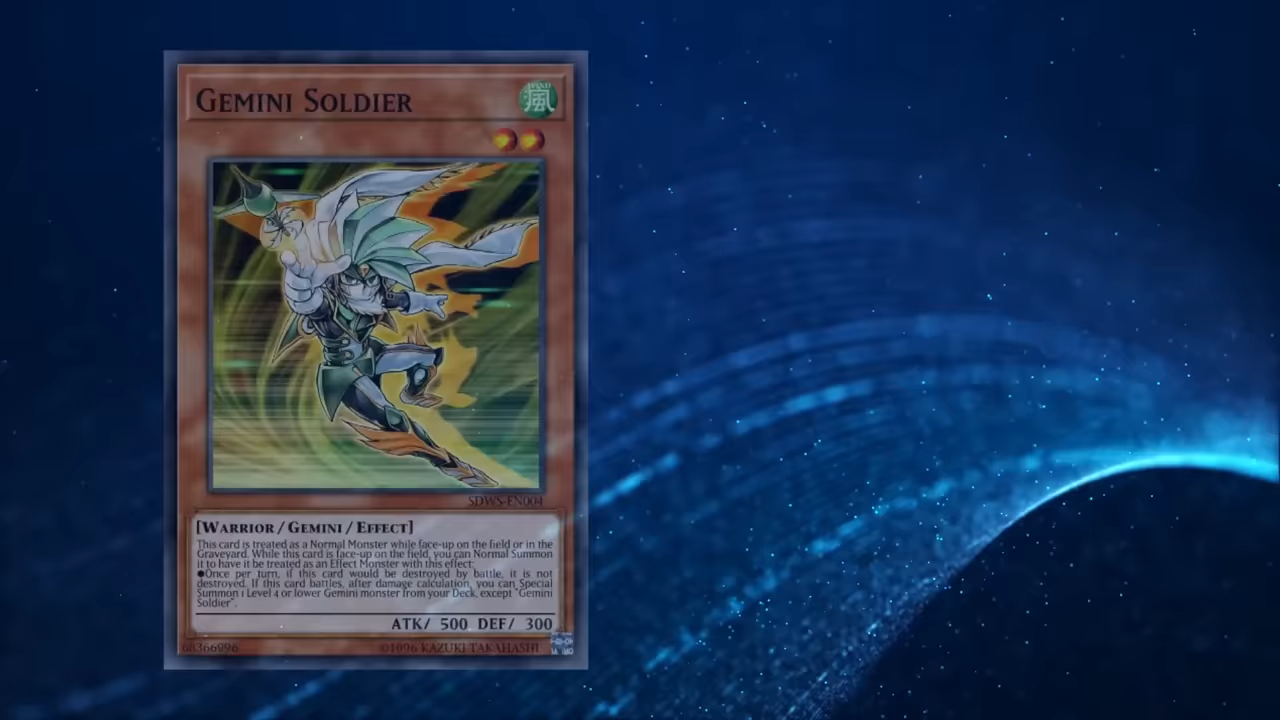 GEMINI SOLDIER
WIND
風
SDWS-EN004
[WARRIOR / GEMINI / EFFECT]
This card is treated as a Normal Monster while face-up on the field or in the
Graveyard. While this card is face-up on the field, you can Normal Summon
it to have it be treated as an Effect Monster with this effect:
●Once per turn, if this card would be destroyed by battle, it is not
destroyed. If this card battles, after damage calculation, you can Special
Summon 1 Level 4 or lower Gemini monster from your Deck, except "Gemini
Soldier".
ATK/ 500 DEF/ 300
68366996 ©1996 KAZUKI TAKAHASHI